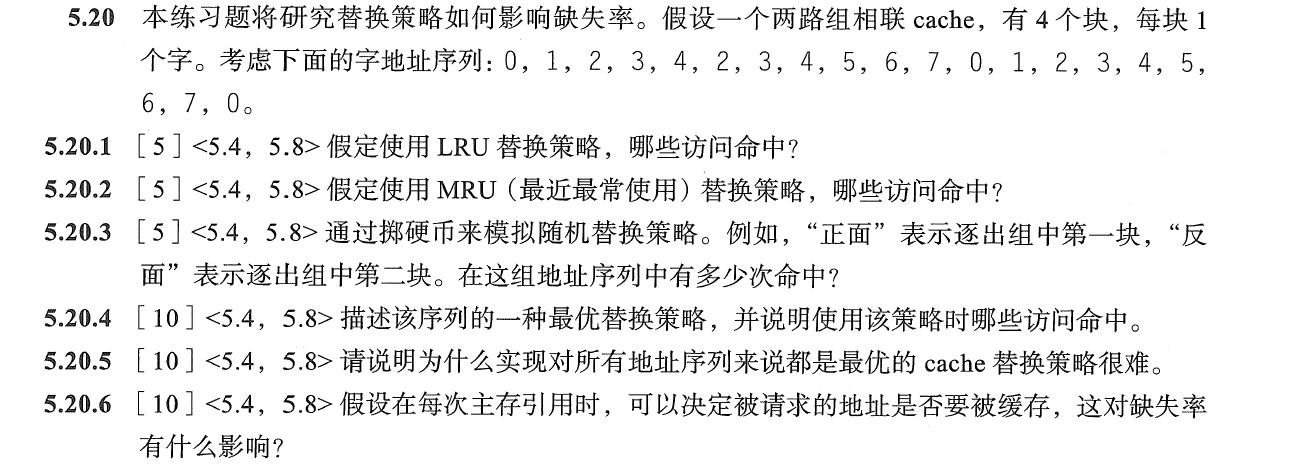 5.20 本练习题将研究替换策略如何影响缺失率。假设一个两路组相联 cache，有 4 个块，每块 1
个字。考虑下面的字地址序列：0，1，2，3，4，2，3，4，5，6，7，0，1，2，3，4，5，
6，7，0。
5.20.1 ［5］<5.4，5.8> 假定使用 LRU 替换策略，哪些访问命中？
5.20.2 ［5］<5.4，5.8> 假定使用 MRU（最近最常使用）替换策略，哪些访问命中？
5.20.3 ［5］<5.4，5.8> 通过掷硬币来模拟随机替换策略。例如，“正面”表示逐出组中第一块，“反
面”表示逐出组中第二块。在这组地址序列中有多少次命中？
5.20.4 ［10］<5.4，5.8> 描述该序列的一种最优替换策略，并说明使用该策略时哪些访问命中。
5.20.5 ［10］<5.4，5.8> 请说明为什么实现对所有地址序列来说都是最优的 cache 替换策略很难。
5.20.6 ［10］<5.4，5.8> 假设在每次主存引用时，可以决定被请求的地址是否要被缓存，这对缺失率
有什么影响？